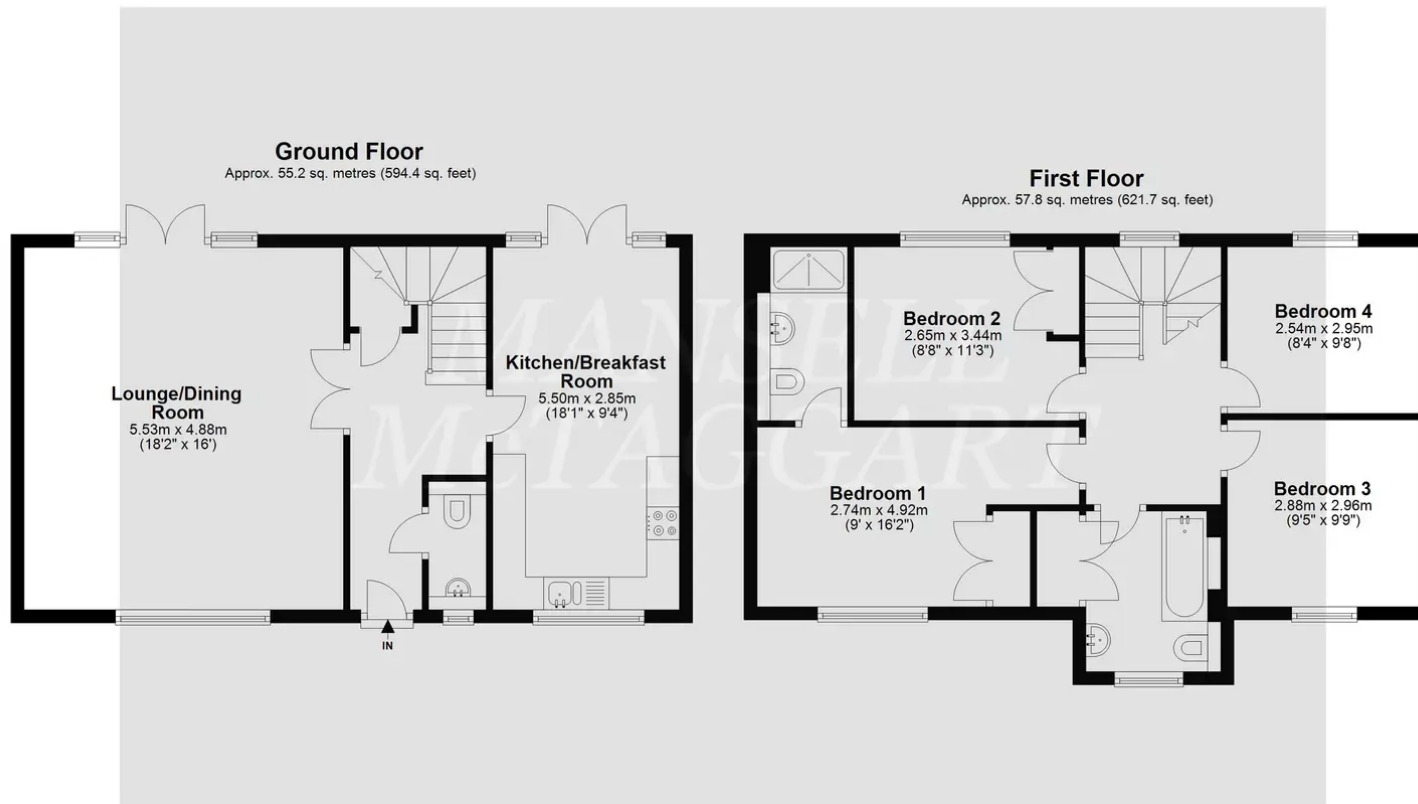 Ground Floor
Approx. 55.2 sq. metres (594.4 sq. feet)
Lounge/Dining
Room
5.53m x 4.88m
(18'2" x 16')
Kitchen/Breakfast
Room
5.50m x 2.85m
(18'1" x 9'4")
IN
First Floor
Approx. 57.8 sq. metres (621.7 sq. feet)
Bedroom 2
2.65m x 3.44m
(8'8" x 11'3")
Bedroom 4
2.54m x 2.95m
(8'4" x 9'8")
Bedroom 1
2.74m x 4.92m
(9' x 16'2")
Bedroom 3
2.88m x 2.96m
(9'5" x 9'9")
MANSELL
McTAGGART